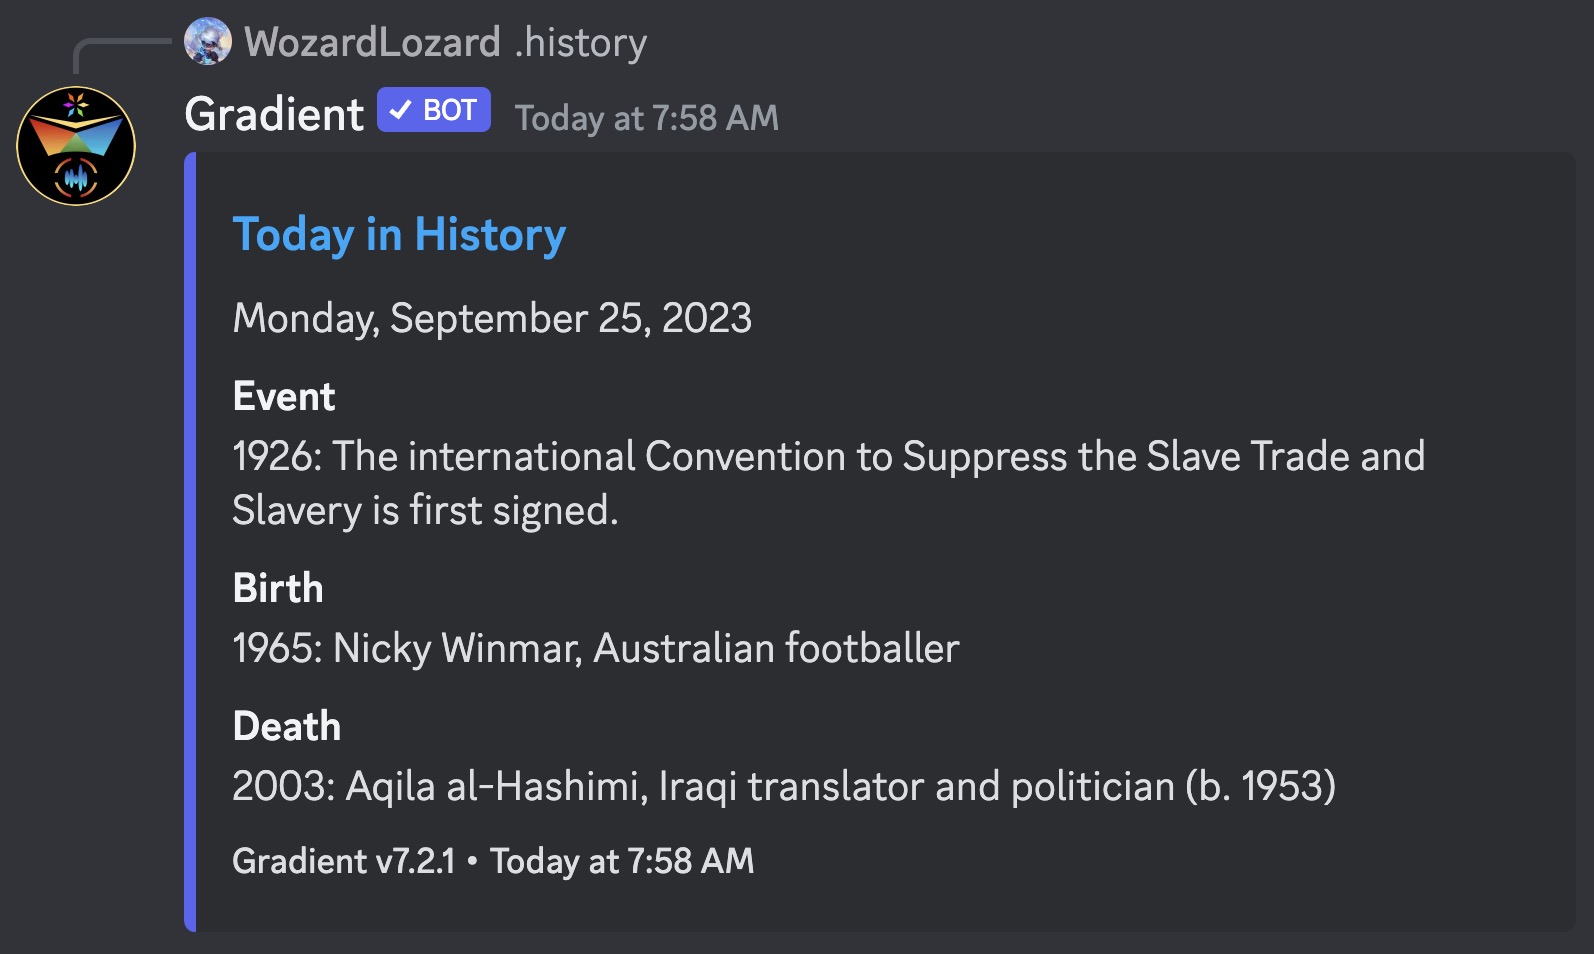 WozardLozard .history
Gradient ✓ BOT Today at 7:58 AM
Today in History
Monday, September 25, 2023
Event
1926: The international Convention to Suppress the Slave Trade and
Slavery is first signed.
Birth
1965: Nicky Winmar, Australian footballer
Death
2003: Aqila al-Hashimi, Iraqi translator and politician (b. 1953)
Gradient v7.2.1 • Today at 7:58 AM